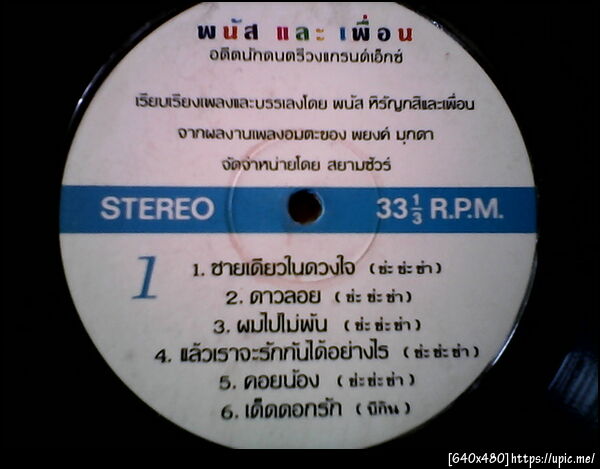 พนัส และ เพื่อน
อดีตนักดนตรีวงแกรนด์เอ็กซ์
เรียบเรียงเพลงและบรรเลงโดย พนัส หิรัญกสิและเพื่อน
จากผลงานเพลงอมตะของ พยงค์ มุกดา
จัดจำหน่ายโดย สยามซัวร์
STEREO 33 1/3 R.P.M.
1
1. ชายเดียวในดวงใจ (ช่ะ ช่ะ ช่า)
2. ดาวลอย (ช่ะ ช่ะ ช่า)
3. ผมไปไม่พ้น (ช่ะ ช่ะ ช่า)
4. แล้วเราจะรักกันได้อย่างไร (ช่ะ ช่ะ ช่า)
5. คอยน้อง (ช่ะ ช่ะ ช่า)
6. เด็ดดอกรัก (บีกิน)
[640x480]https://upic.me/